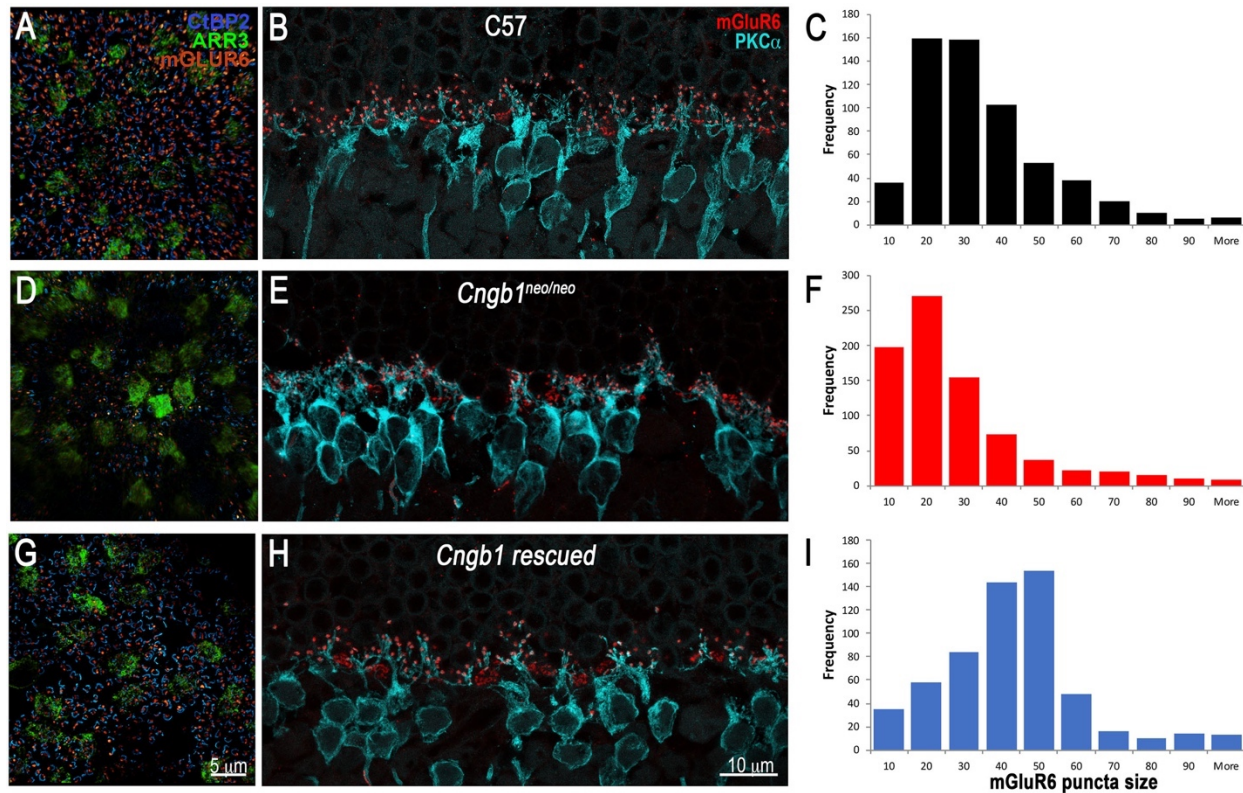 A
CtBP2
ARR3
mGLUR6
B
C57
mGluR6
PKCα
C
Frequency
180
160
140
120
100
80
60
40
20
0
10 20 30 40 50 60 70 80 90 More
D
E
Cngb1neo/neo
F
Frequency
300
250
200
150
100
50
0
10 20 30 40 50 60 70 80 90 More
G
5 μm
H
Cngb1 rescued
10 μm
I
Frequency
180
160
140
120
100
80
60
40
20
0
10 20 30 40 50 60 70 80 90 More
mGluR6 puncta size